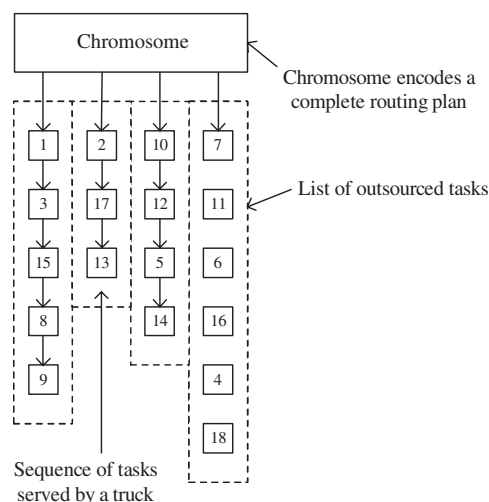 Chromosome
Chromosome encodes a
complete routing plan
1 2 10 7
3 17 12 11
List of outsourced tasks
15 13 5 6
8 14 16
9 4
18
Sequence of tasks
served by a truck